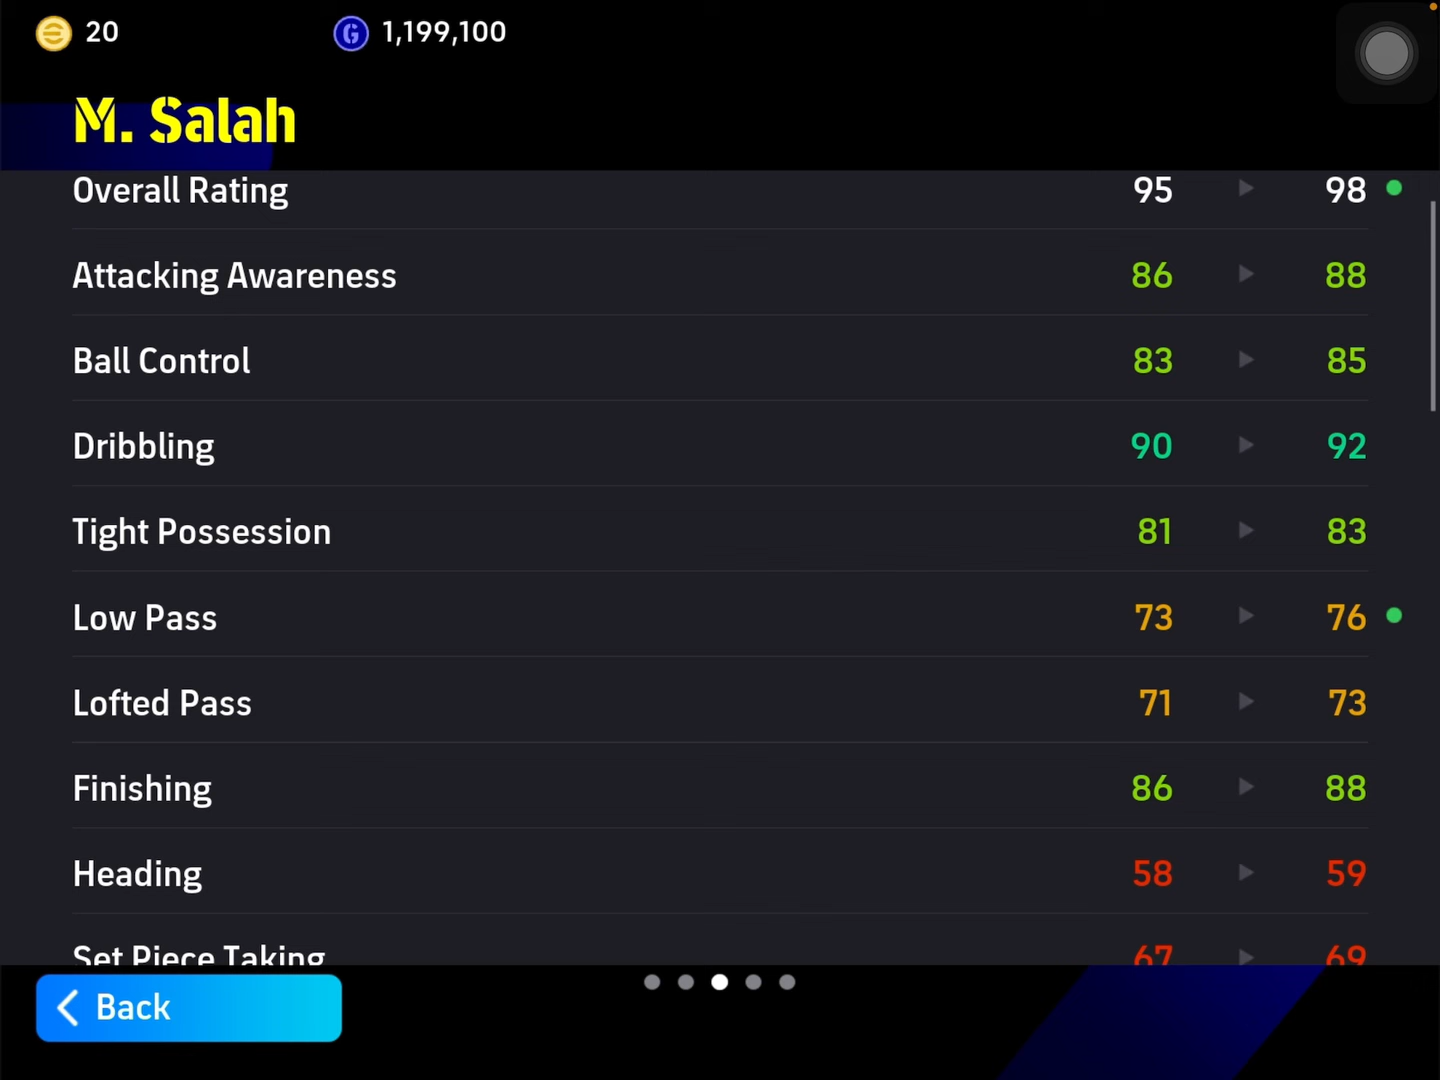 20 1,199,100
M. Salah
Overall Rating 95 98
Attacking Awareness 86 88
Ball Control 83 85
Dribbling 90 92
Tight Possession 81 83
Low Pass 73 76
Lofted Pass 71 73
Finishing 86 88
Heading 58 59
Set Piece Taking 67 69
Back